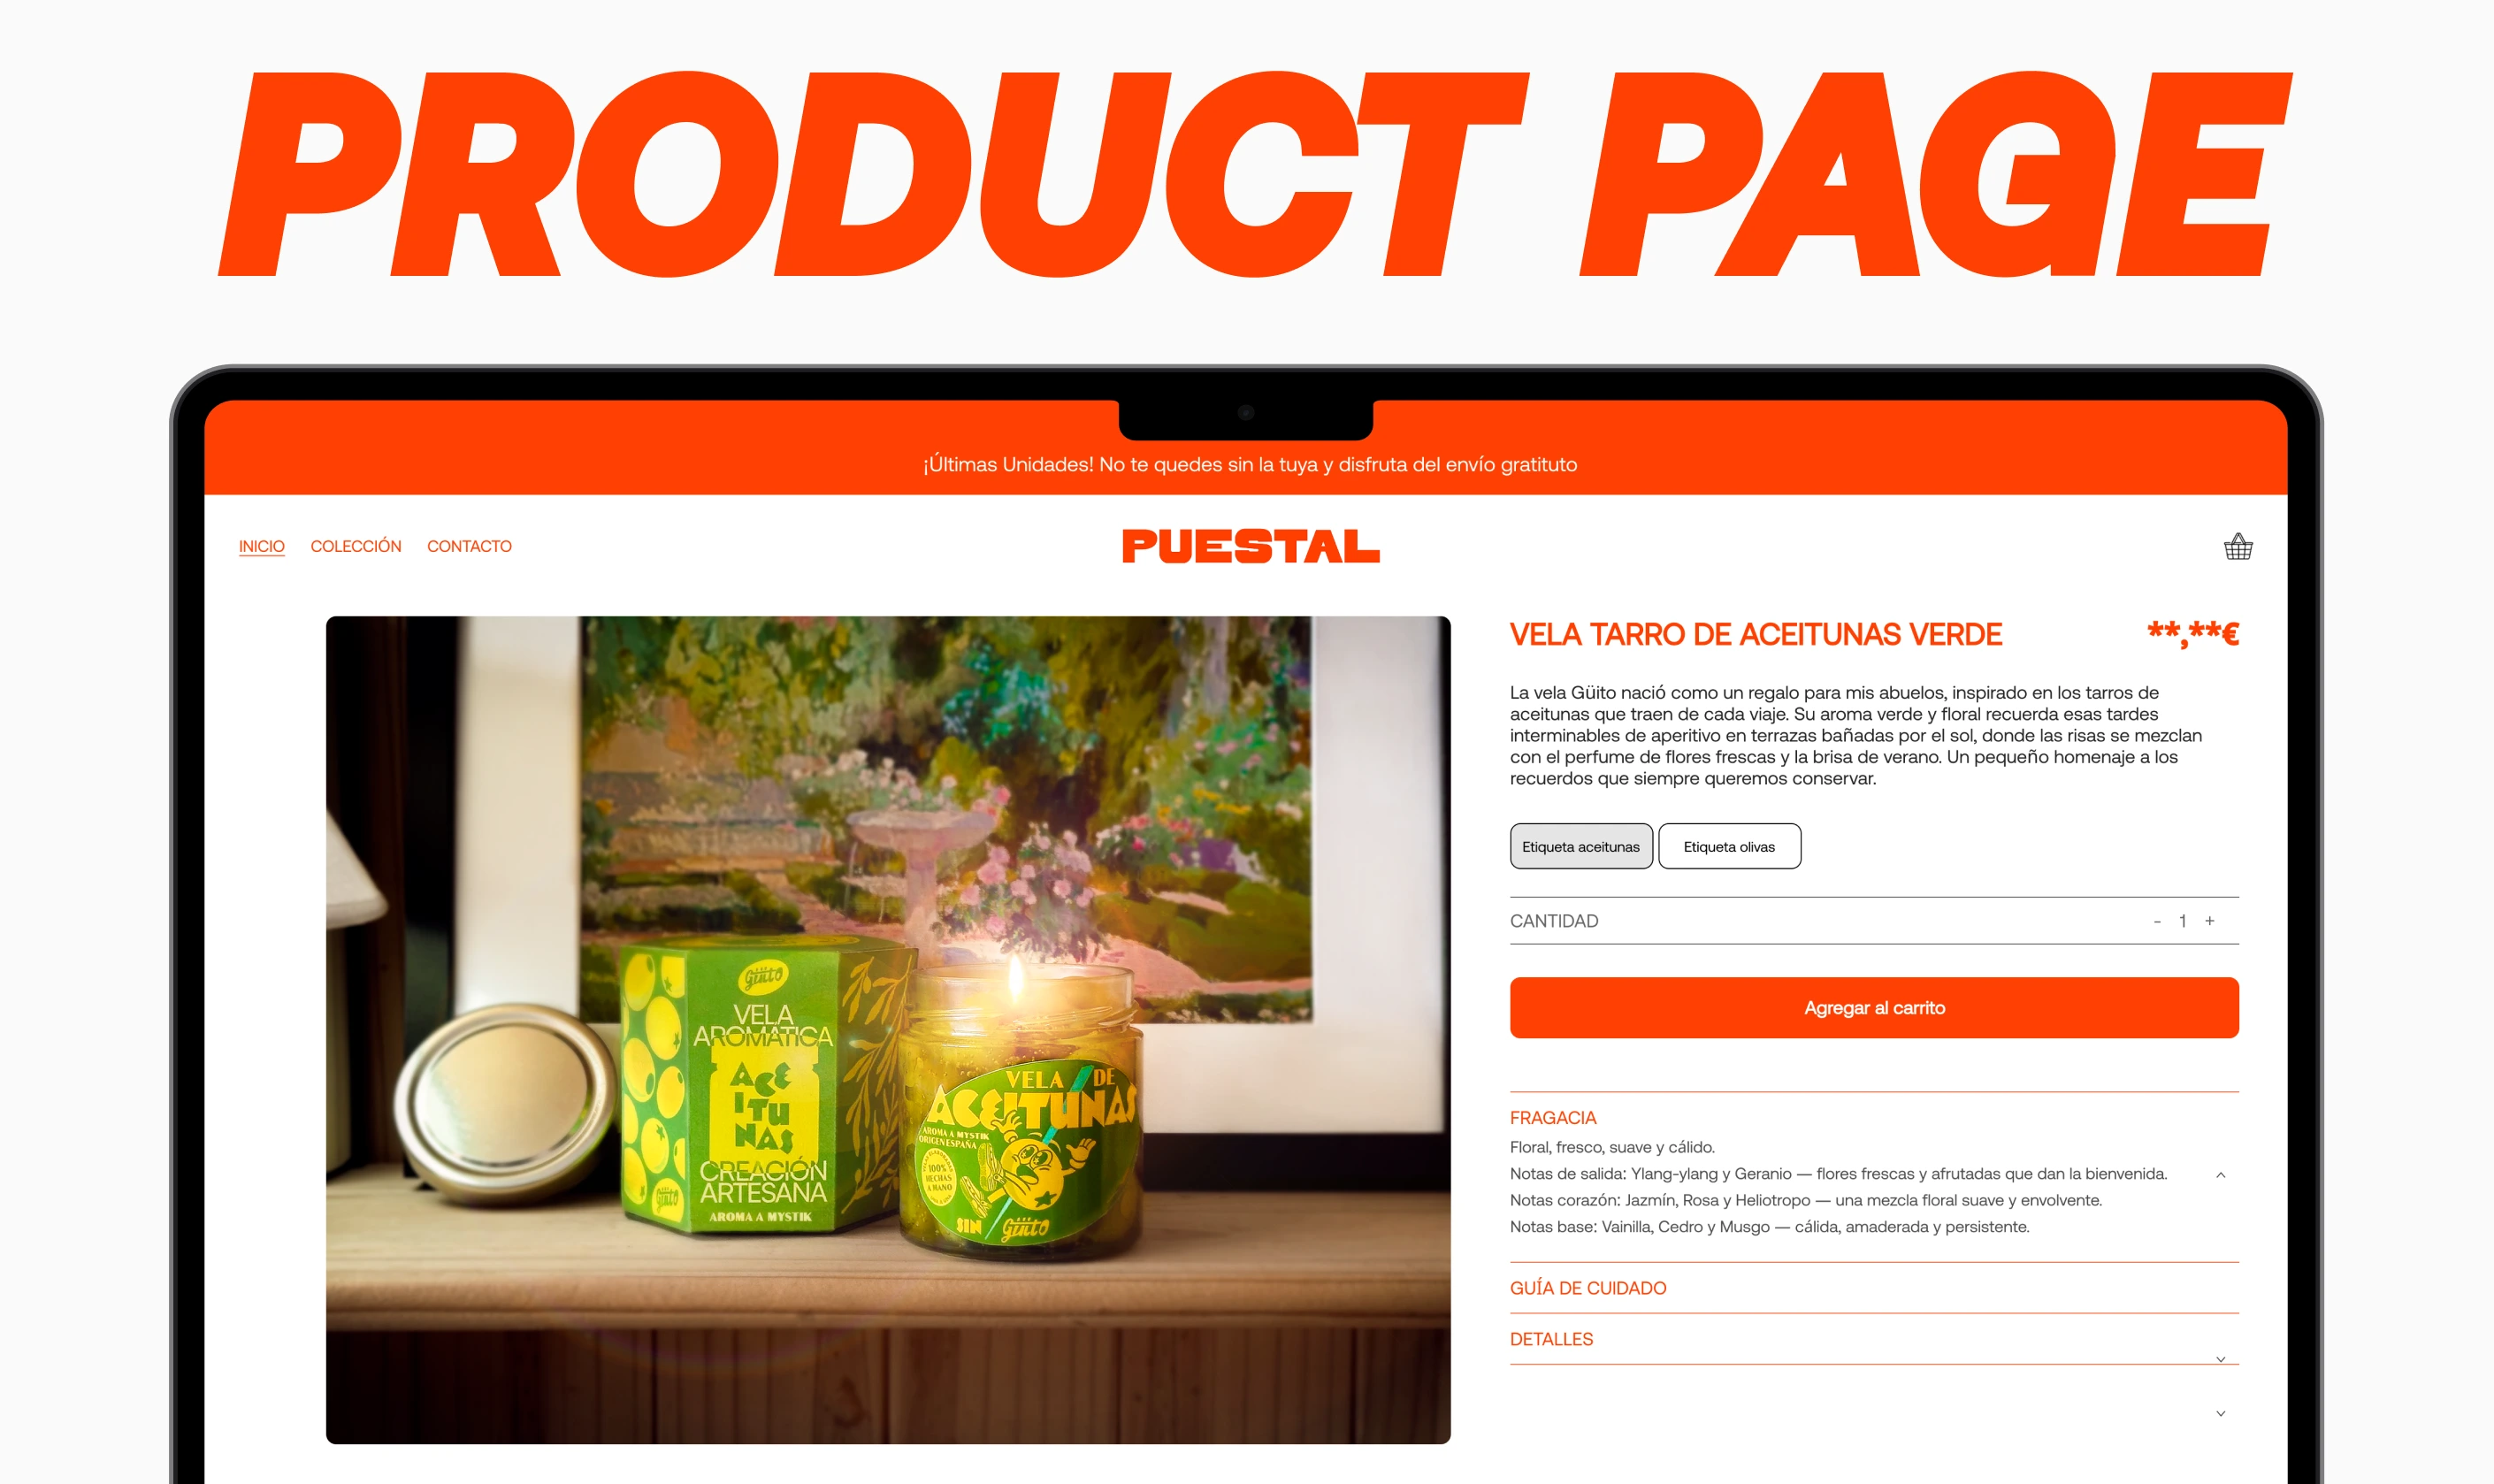 PRODUCT PAGE
¡Últimas Unidades! No te quedes sin la tuya y disfruta del envío gratituto
INICIO COLECCIÓN CONTACTO
PUESTAL
VELA TARRO DE ACEITUNAS VERDE
**,**€
La vela Güito nació como un regalo para mis abuelos, inspirado en los tarros de
aceitunas que traen de cada viaje. Su aroma verde y floral recuerda esas tardes
interminables de aperitivo en terrazas bañadas por el sol, donde las risas se mezclan
con el perfume de flores frescas y la brisa de verano. Un pequeño homenaje a los
recuerdos que siempre queremos conservar.
Etiqueta aceitunas
Etiqueta olivas
CANTIDAD
- 1 +
Agregar al carrito
FRAGACIA
Floral, fresco, suave y cálido.
Notas de salida: Ylang-ylang y Geranio — flores frescas y afrutadas que dan la bienvenida.
Notas corazón: Jazmín, Rosa y Heliotropo — una mezcla floral suave y envolvente.
Notas base: Vainilla, Cedro y Musgo — cálida, amaderada y persistente.
GUÍA DE CUIDADO
DETALLES
Güito
VELA
AROMÁTICA
ACE
ITU
NAS
CREACIÓN
ARTESANA
AROMA A MYSTIK
Güito
VELA DE
ACEITUNAS
AROMA A MYSTIK
ORIGEN ESPAÑA
100%
HECHAS
A MANO
SIN Güito